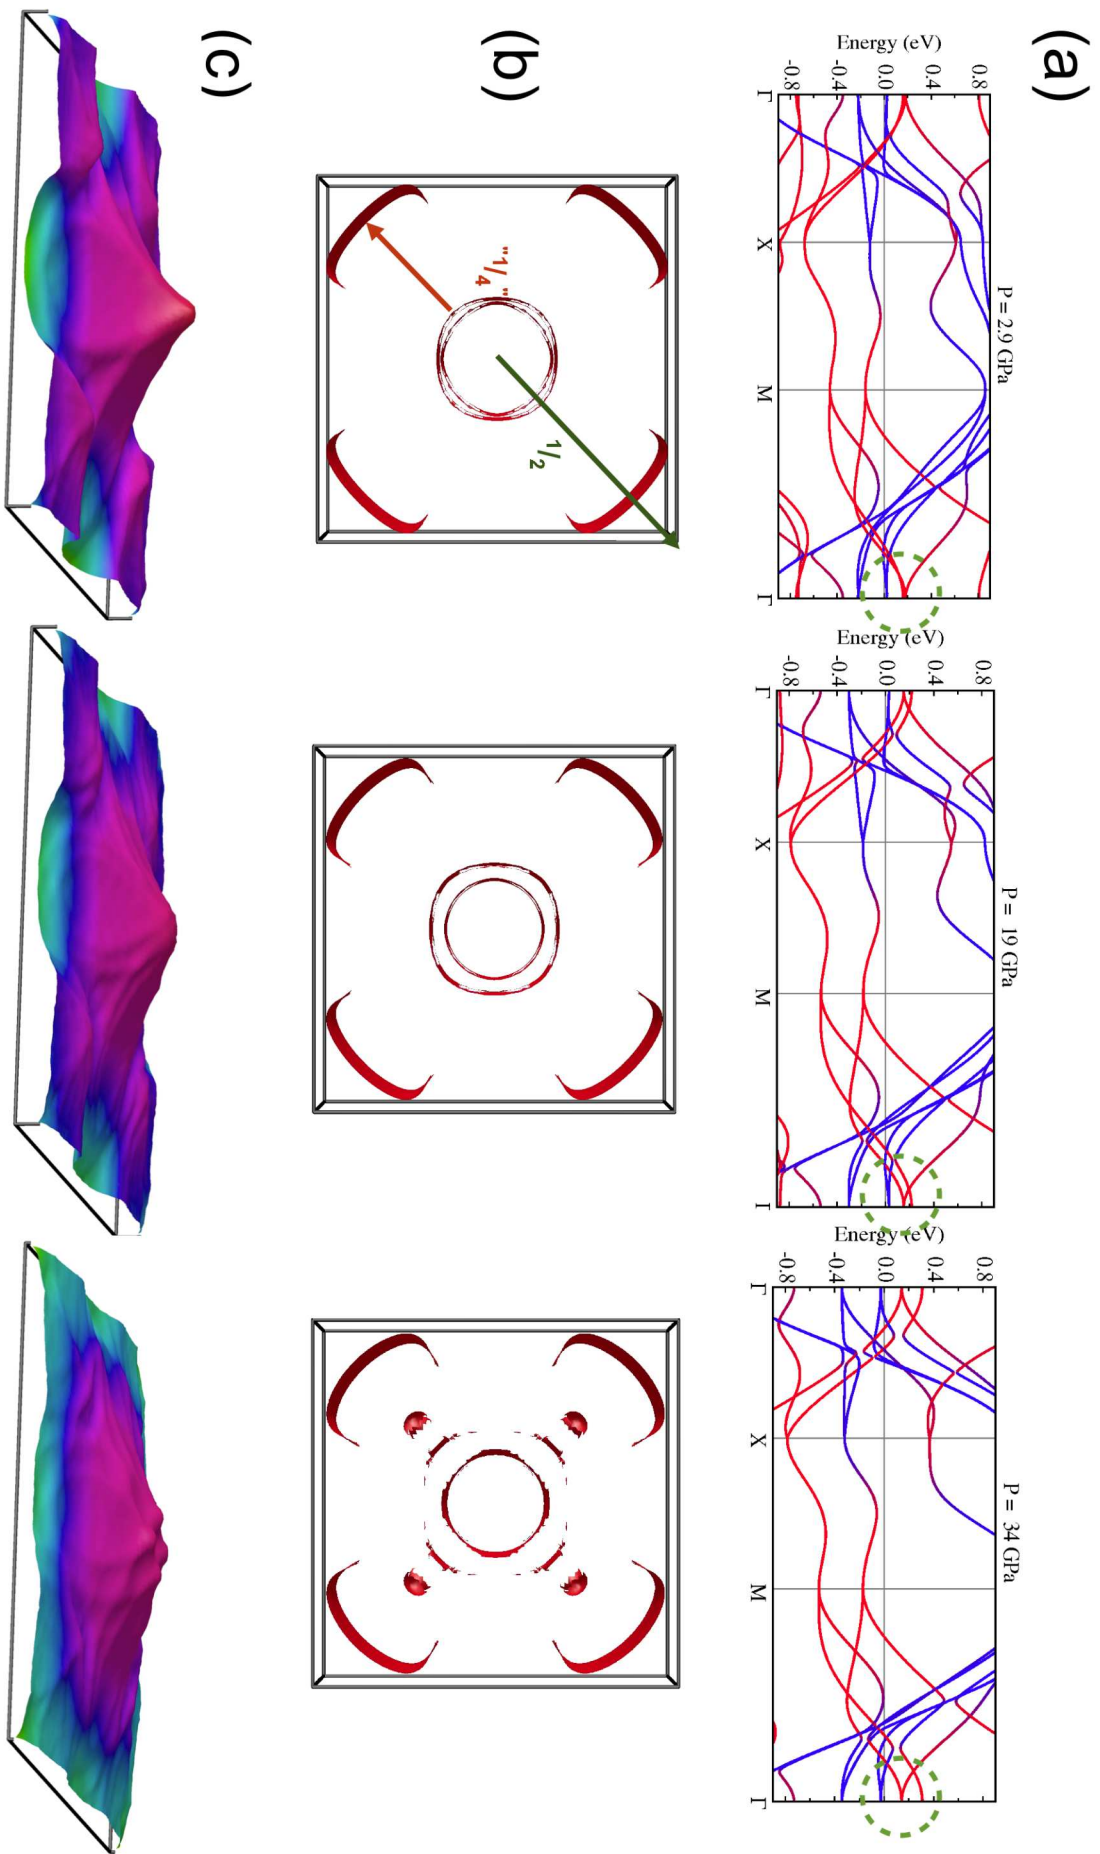 (a)
P = 2.9 GPa
Energy (eV)
0.8
0.4
0.0
-0.4
-0.8
Γ
X
M
Γ
P = 19 GPa
Energy (eV)
0.8
0.4
0.0
-0.4
-0.8
Γ
X
M
Γ
P = 34 GPa
Energy (eV)
0.8
0.4
0.0
-0.4
-0.8
Γ
X
M
Γ
(b)
"1/4"
1/2
(c)